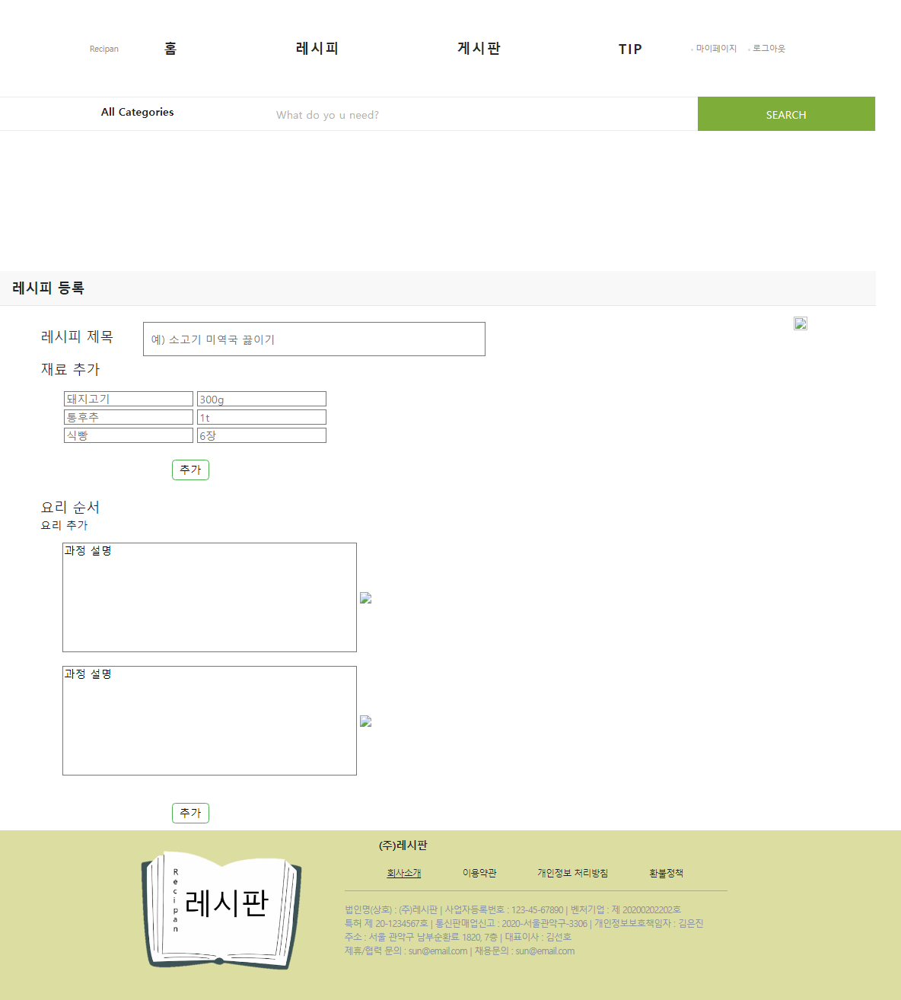 Recipan 홈 레시피 게시판 TIP 마이페이지 로그아웃
All Categories What do yo u need? SEARCH
레시피 등록
레시피 제목 예) 소고기 미역국 끓이기
재료 추가
돼지고기 300g
통후추 1t
식빵 6장
추가
요리 순서
요리 추가
과정 설명
과정 설명
추가
(주)레시판
Recipan
레시판
회사소개 이용약관 개인정보 처리방침 환불정책
법인명(상호) : (주)레시판 | 사업자등록번호 : 123-45-67890 | 벤처기업 : 제 20200202202호
특허 제 20-1234567호 | 통신판매업신고 : 2020-서울관악구-3306 | 개인정보보호책임자 : 김은진
주소 : 서울 관악구 남부순환료 1820, 7층 | 대표이사 : 김선호
제휴/협력 문의 : sun@email.com | 채용문의 : sun@email.com